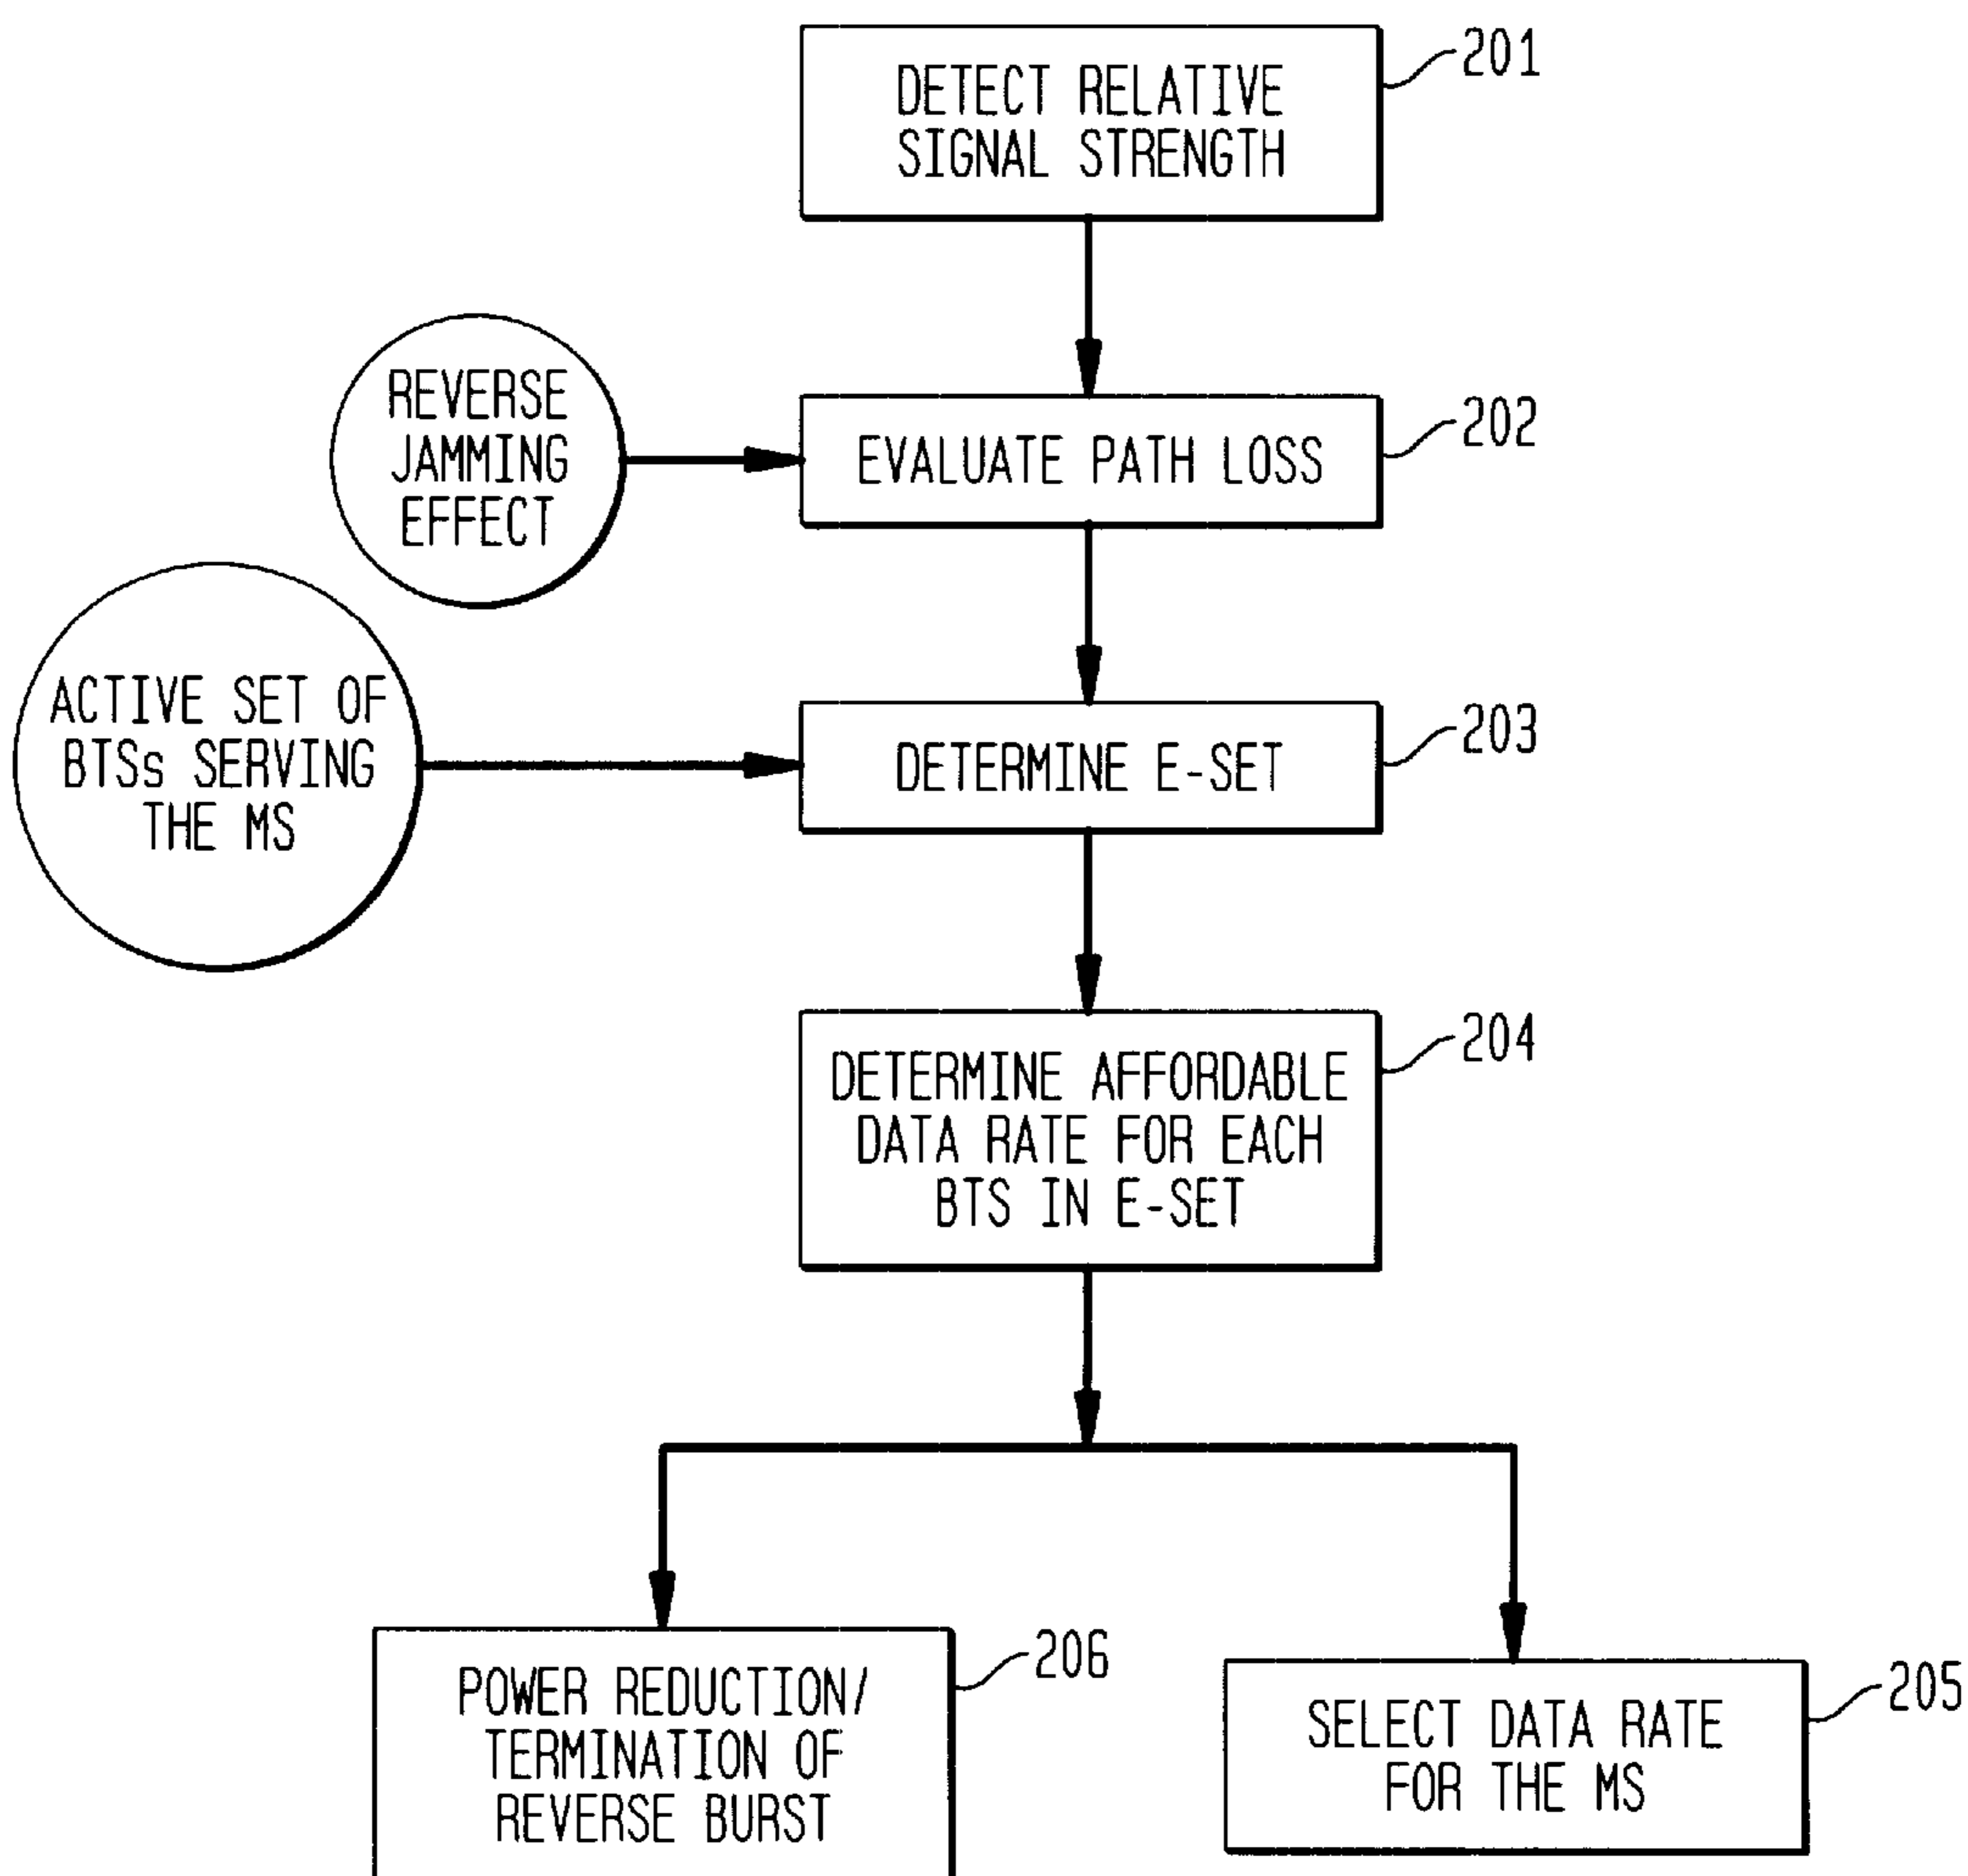 DETECT RELATIVE
SIGNAL STRENGTH
201
REVERSE
JAMMING
EFFECT
EVALUATE PATH LOSS
202
ACTIVE SET OF
BTSs SERVING
THE MS
DETERMINE E-SET
203
DETERMINE AFFORDABLE
DATA RATE FOR EACH
BTS IN E-SET
204
POWER REDUCTION/
TERMINATION OF
REVERSE BURST
206
SELECT DATA RATE
FOR THE MS
205